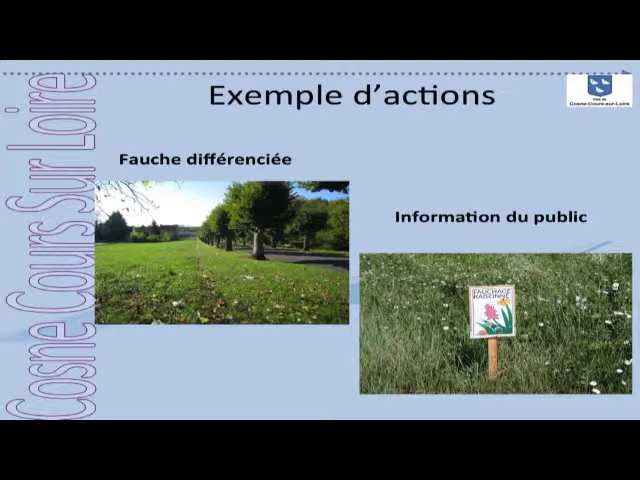 Exemple d'actions
Ville de
Cosne-Cours-sur-Loire
Cosne Cours Sur Loire
Fauche différenciée
Information du public
FAUCHAGE
RAISONNÉ